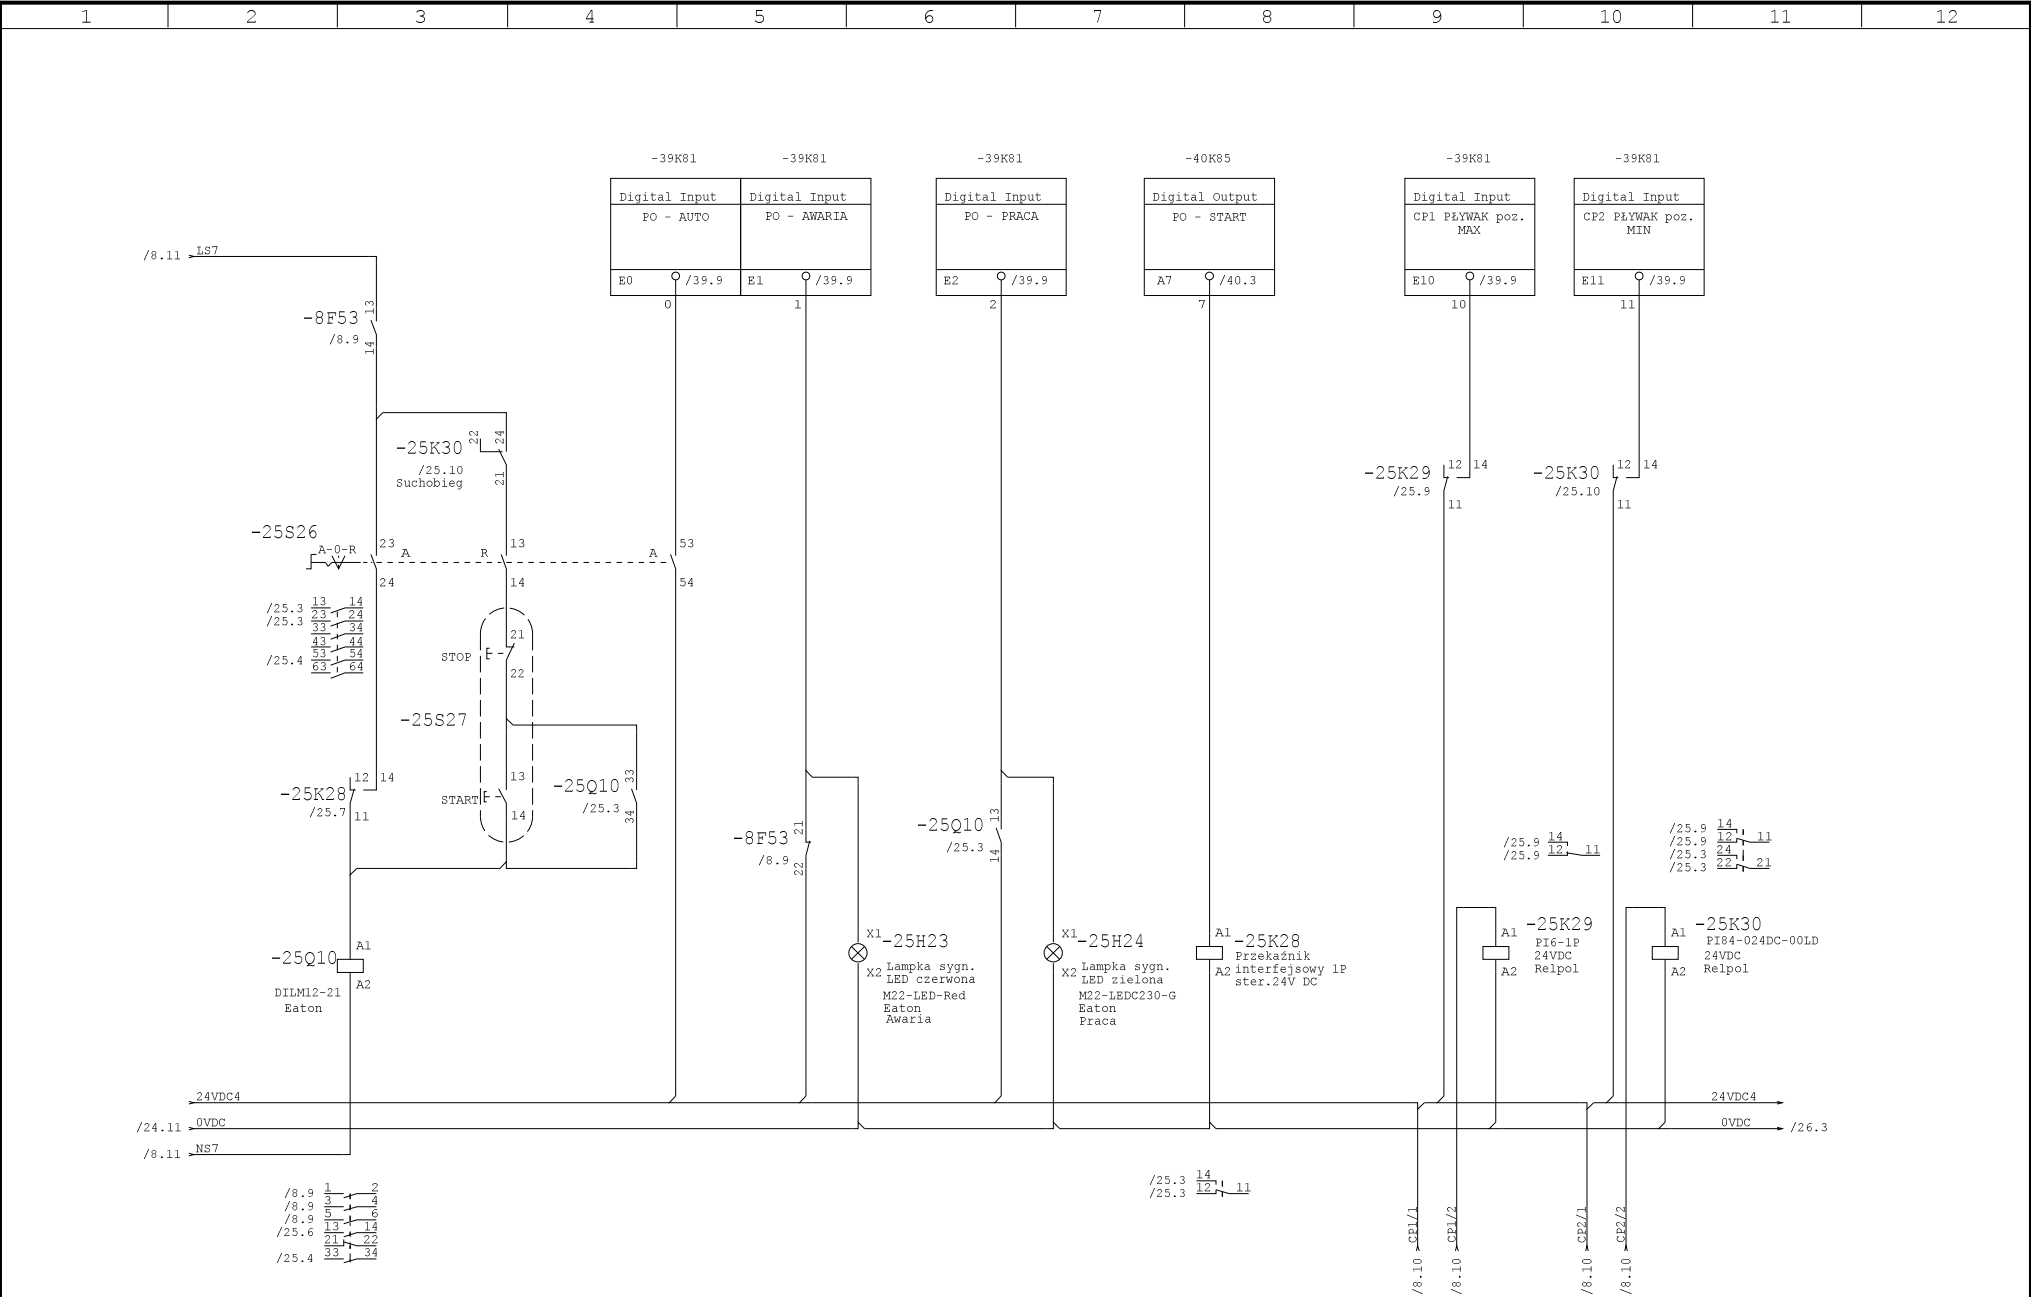 1 2 3 4 5 6 7 8 9 10 11 12
-39K81 -39K81 -39K81 -40K85 -39K81 -39K81
Digital Input Digital Input Digital Input Digital Output Digital Input Digital Input
PO - AUTO PO - AWARIA PO - PRACA PO - START CP1 PŁYWAK poz. CP2 PŁYWAK poz.
MAX MIN
/8.11 LS7
E0 /39.9 E1 /39.9 E2 /39.9 A7 /40.3 E10 /39.9 E11 /39.9
0 1 2 7 10 11
13
-8F53
/8.9
14
22 24
-25K30
/25.10
Suchobieg
21
12 14 12 14
-25K29 -25K30
/25.9 /25.10
11 11
-25S26
A-0-R
23 13 53
A R A
24 14 54
/25.3 13 14
/25.3 23 24
33 34
43 44
/25.4 53 54
63 64
21
STOP
22
-25S27
12 14 13 33
-25K28 -25Q10
START
/25.7 /25.3
11 14 34
21 13
-8F53 -25Q10
/8.9 /25.3
22 14
/25.9 14
/25.9 12 11
/25.9 14
/25.9 12 11
/25.3 24
/25.3 22 21
A1
-25Q10
A2
DILM12-21
Eaton
X1 -25H23
X2 Lampka sygn.
LED czerwona
M22-LED-Red
Eaton
Awaria
X1 -25H24
X2 Lampka sygn.
LED zielona
M22-LEDC230-G
Eaton
Praca
A1 -25K28
Przekaźnik
A2 interfejsowy 1P
ster.24V DC
-25K29
A1 PI6-1P
24VDC
A2 Relpol
-25K30
A1 PI84-024DC-00LD
24VDC
A2 Relpol
24VDC4 24VDC4
/24.11 0VDC 0VDC /26.3
/8.11 NS7
/8.9 1 2
/8.9 3 4
/8.9 5 6
/25.6 13 14
21 22
/25.4 33 34
/25.3 14
/25.3 12 11
/8.10 CP1/1
/8.10 CP1/2
/8.10 CP2/1
/8.10 CP2/2